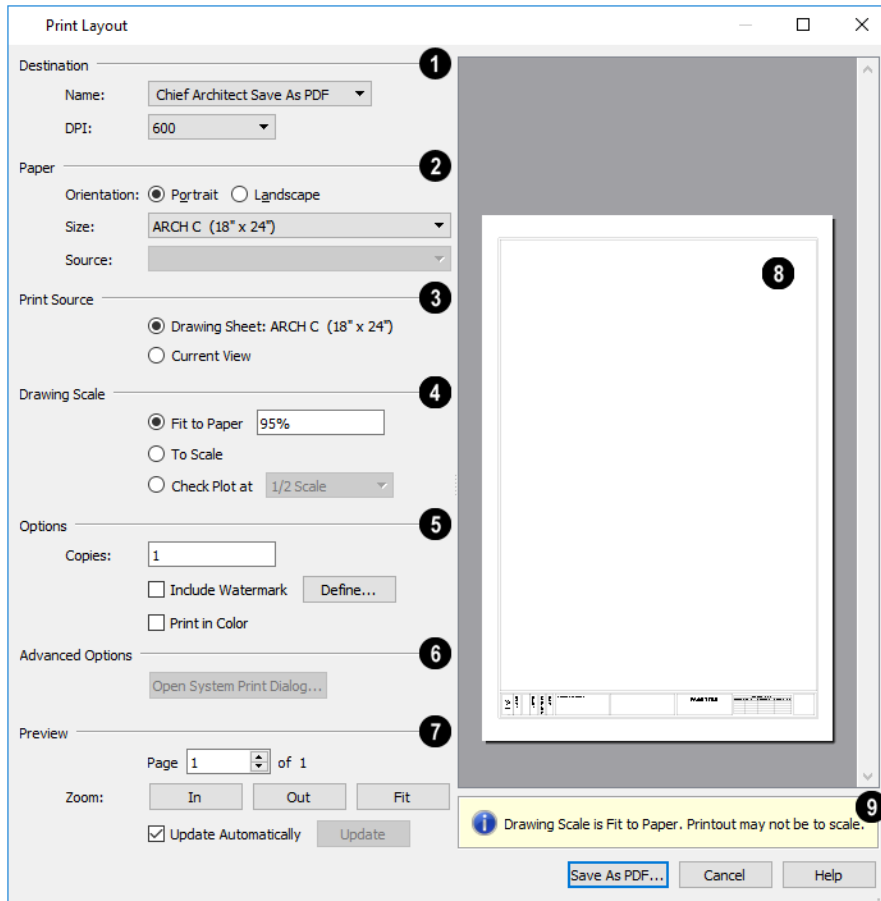 Print Layout
Destination 1
Name: Chief Architect Save As PDF
DPI: 600
Paper 2
Orientation: Portrait Landscape
Size: ARCH C (18" x 24")
Source:
Print Source 3
Drawing Sheet: ARCH C (18" x 24")
Current View
Drawing Scale 4
Fit to Paper 95%
To Scale
Check Plot at 1/2 Scale
Options 5
Copies: 1
Include Watermark Define...
Print in Color
Advanced Options 6
Open System Print Dialog...
Preview 7
Page 1 of 1
Zoom: In Out Fit
Update Automatically Update
8
9
Drawing Scale is Fit to Paper. Printout may not be to scale.
Save As PDF... Cancel Help